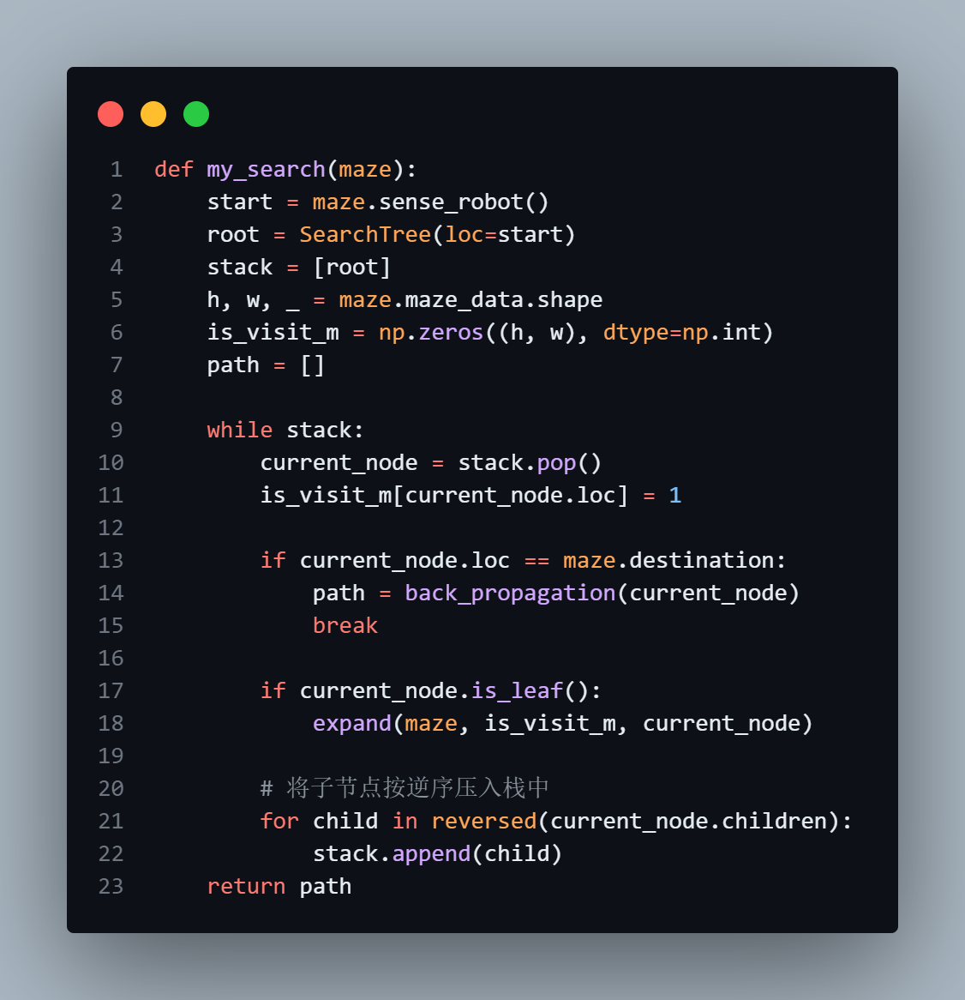 1 def my_search(maze):
2     start = maze.sense_robot()
3     root = SearchTree(loc=start)
4     stack = [root]
5     h, w, _ = maze.maze_data.shape
6     is_visit_m = np.zeros((h, w), dtype=np.int)
7     path = []
8
9     while stack:
10         current_node = stack.pop()
11         is_visit_m[current_node.loc] = 1
12
13         if current_node.loc == maze.destination:
14             path = back_propagation(current_node)
15             break
16
17         if current_node.is_leaf():
18             expand(maze, is_visit_m, current_node)
19
20         # 将子节点按逆序压入栈中
21         for child in reversed(current_node.children):
22             stack.append(child)
23     return path